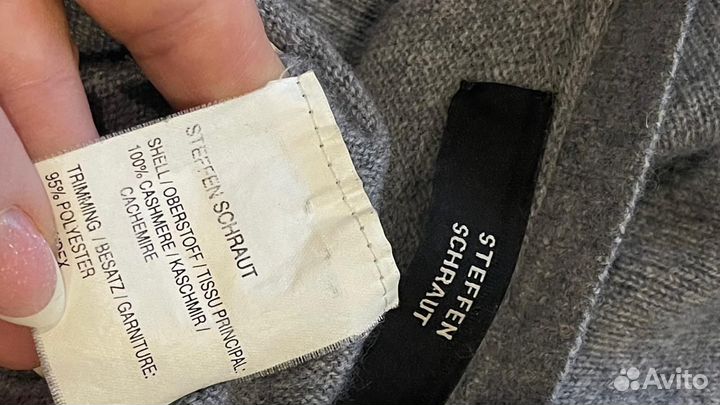 STEFFEN SCHRAUT
SHELL / OBERSTOFF / TISSU PRINCIPAL:
100% CASHMERE / KASCHMIR /
CACHEMIRE
TRIMMING / BESATZ / GARNITURE:
95% POLYESTER
STEFFEN
SCHRAUT
Avito